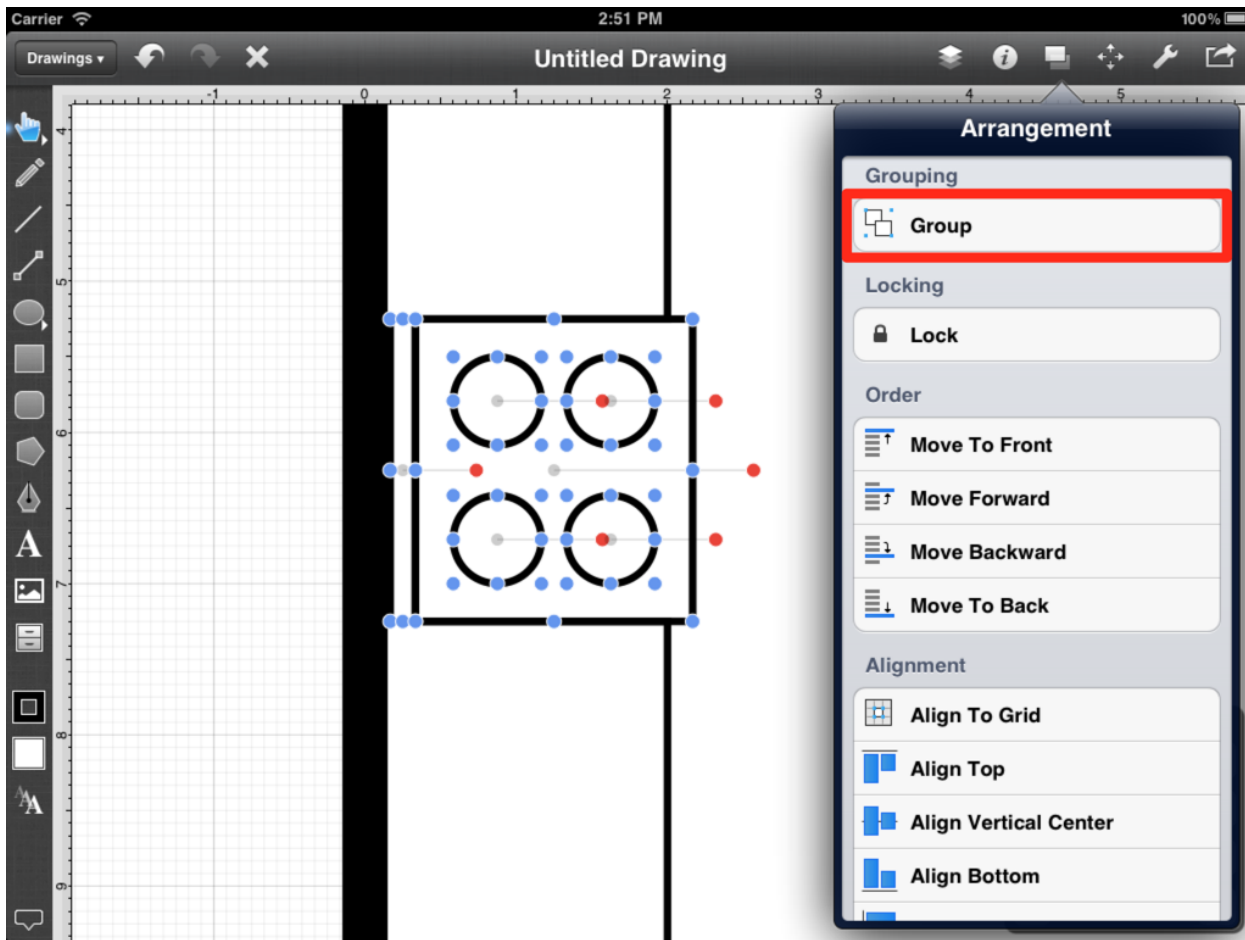 Carrier 2:51 PM 100%
Drawings ▾ Untitled Drawing
-1 0 1 2 3 4 5
Arrangement
Grouping
Group
Locking
Lock
Order
Move To Front
Move Forward
Move Backward
Move To Back
Alignment
Align To Grid
Align Top
Align Vertical Center
Align Bottom
4
5
6
7
8
9
A
AA